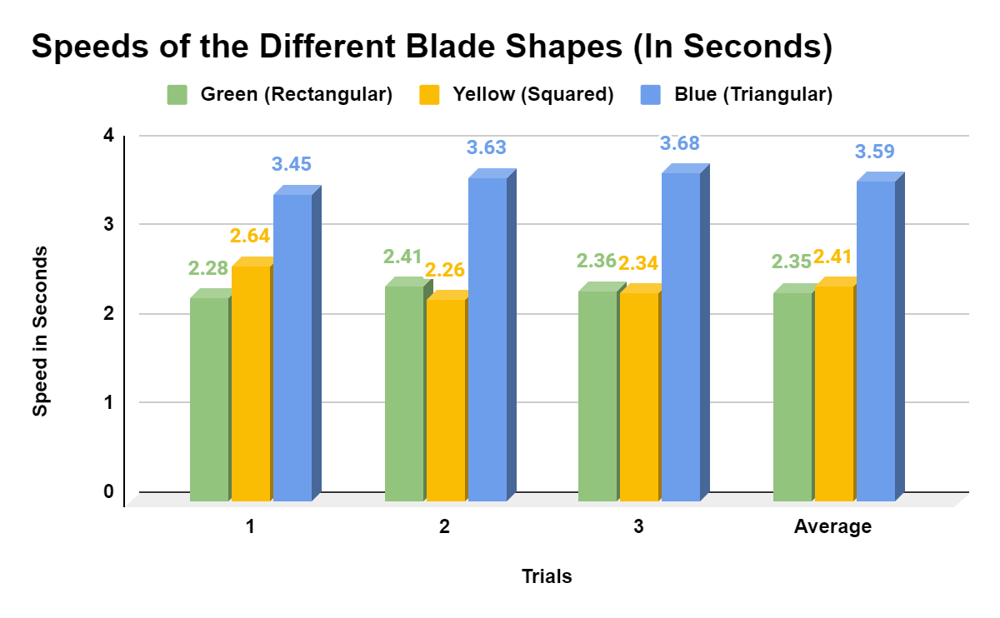 Speeds of the Different Blade Shapes (In Seconds)
Green (Rectangular) Yellow (Squared) Blue (Triangular)
Speed in Seconds
4
3
2
1
0
2.28 2.64 3.45
2.41 2.26 3.63
2.36 2.34 3.68
2.35 2.41 3.59
1 2 3 Average
Trials